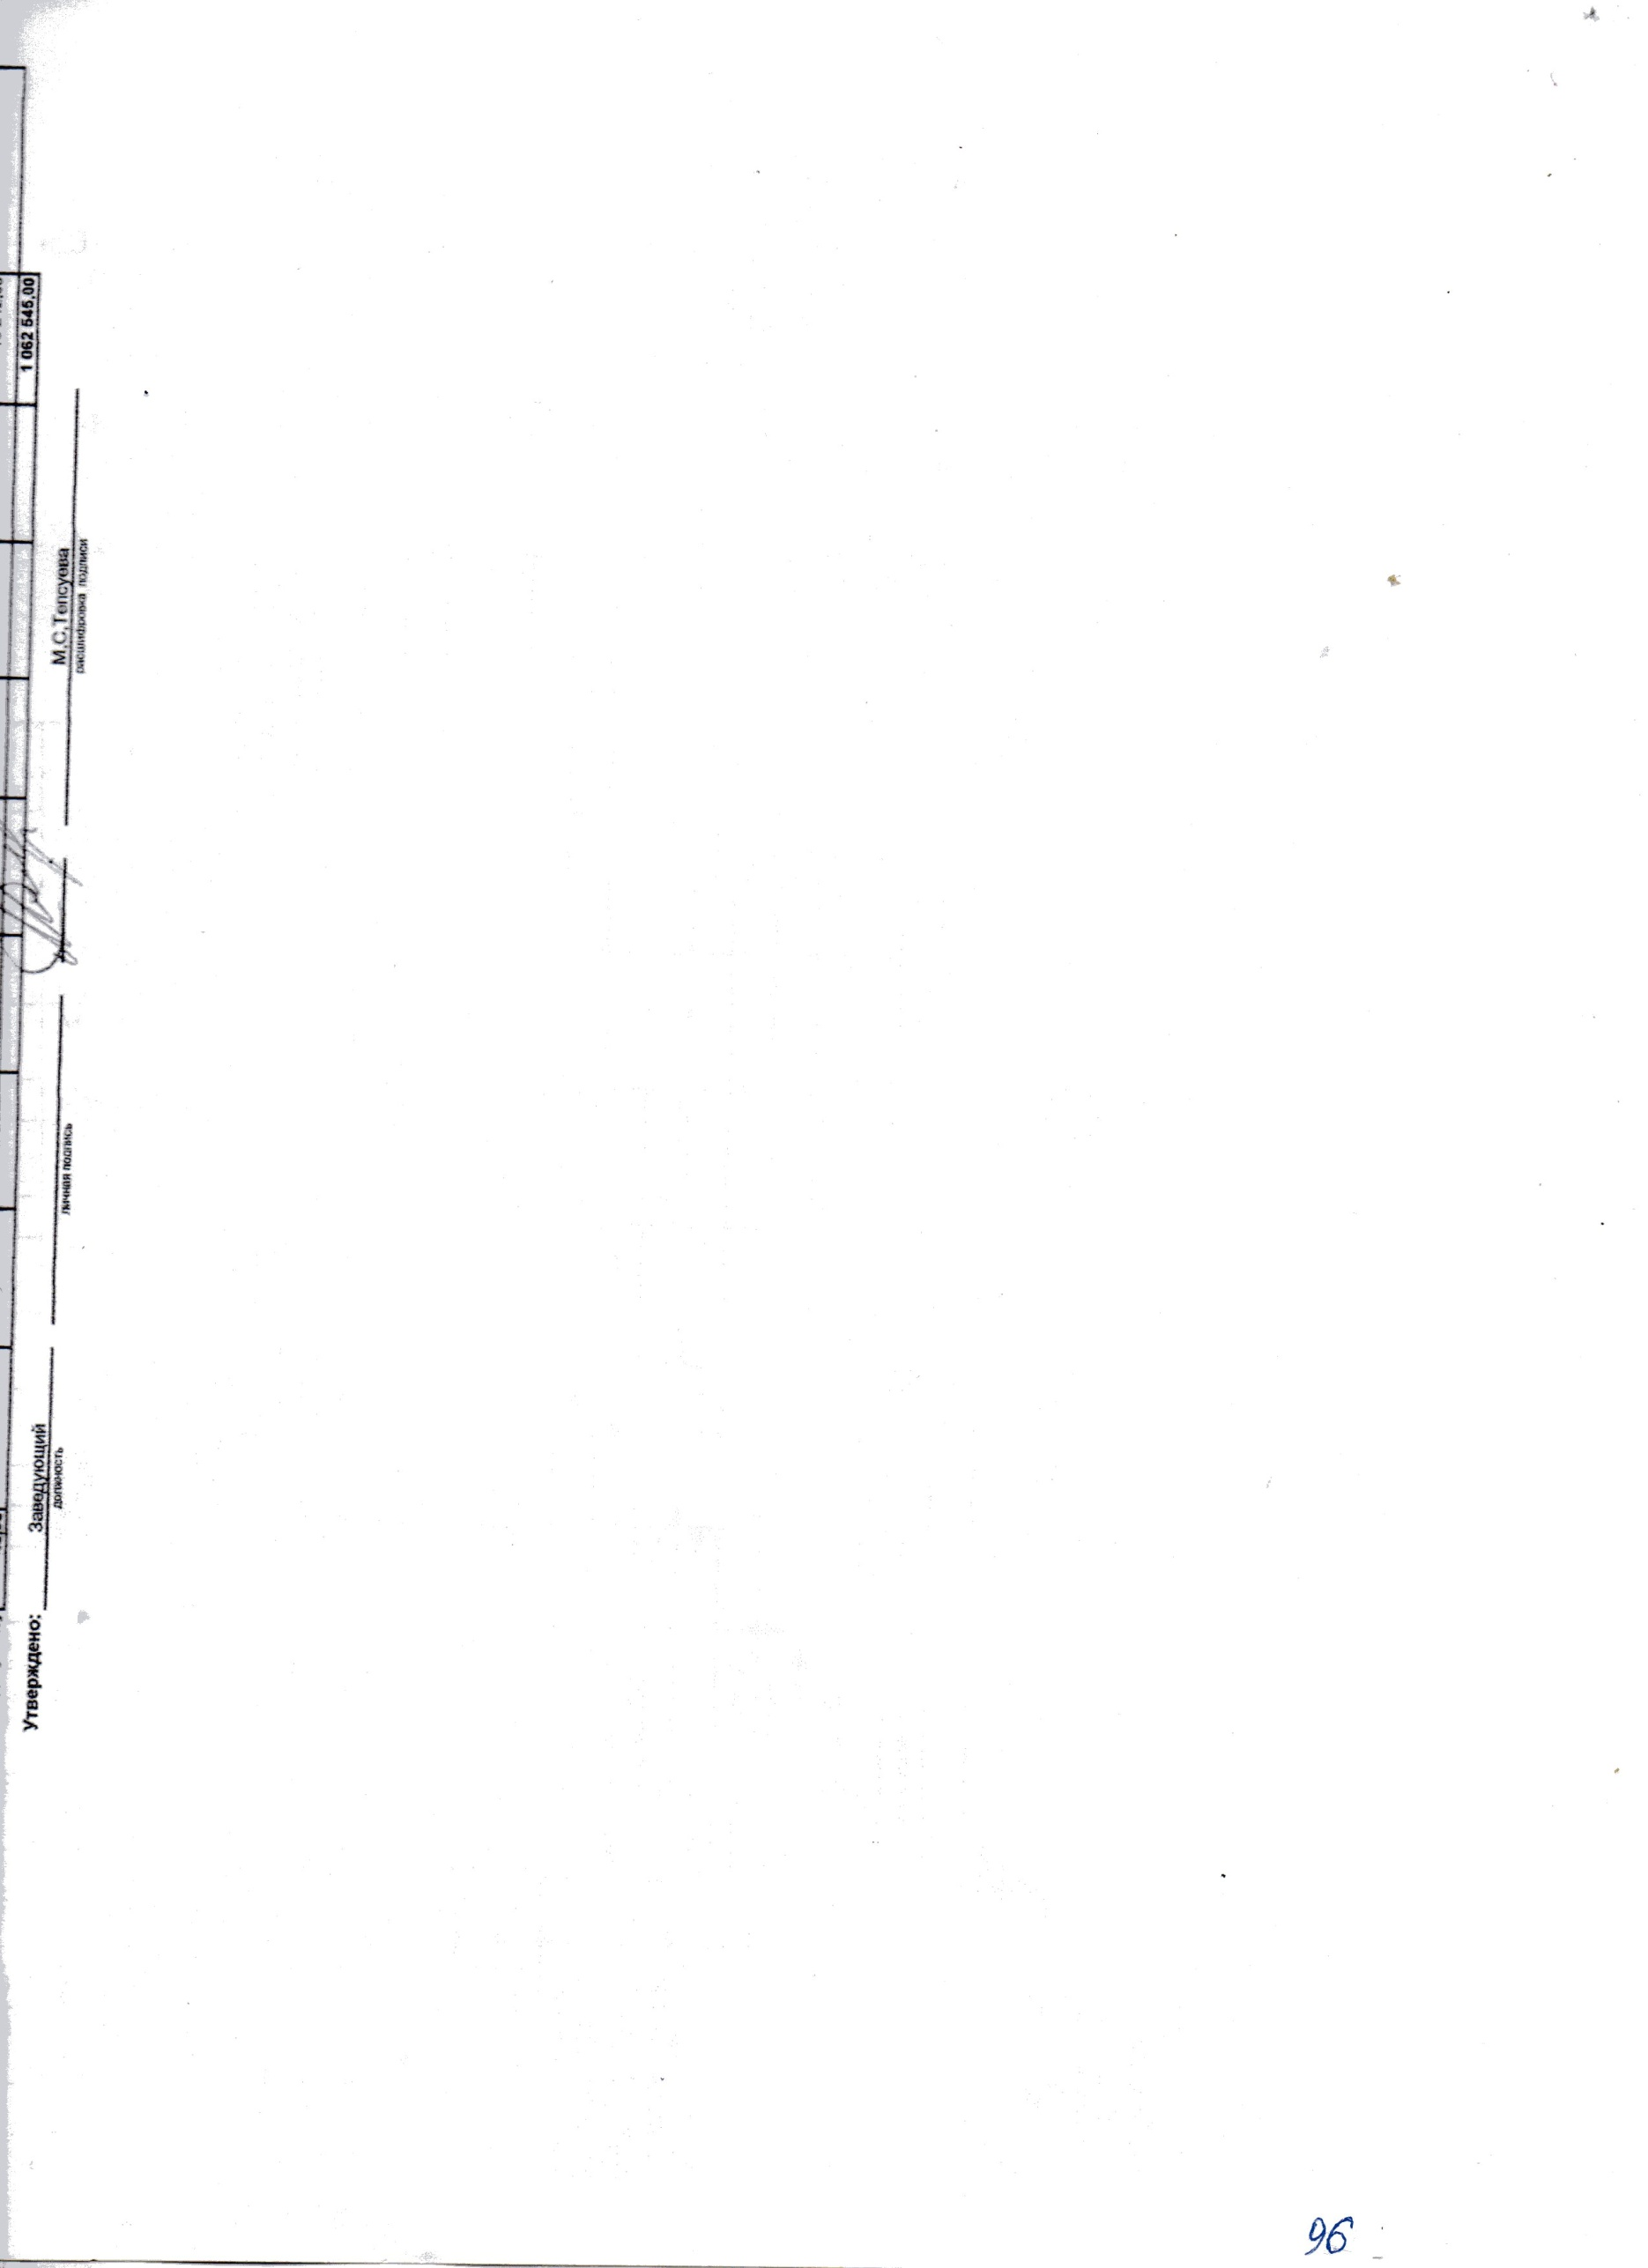 1 062 545,00
Утверждено: Заведующий М.С.Тепсуева
должность личная подпись расшифровка подписи
96